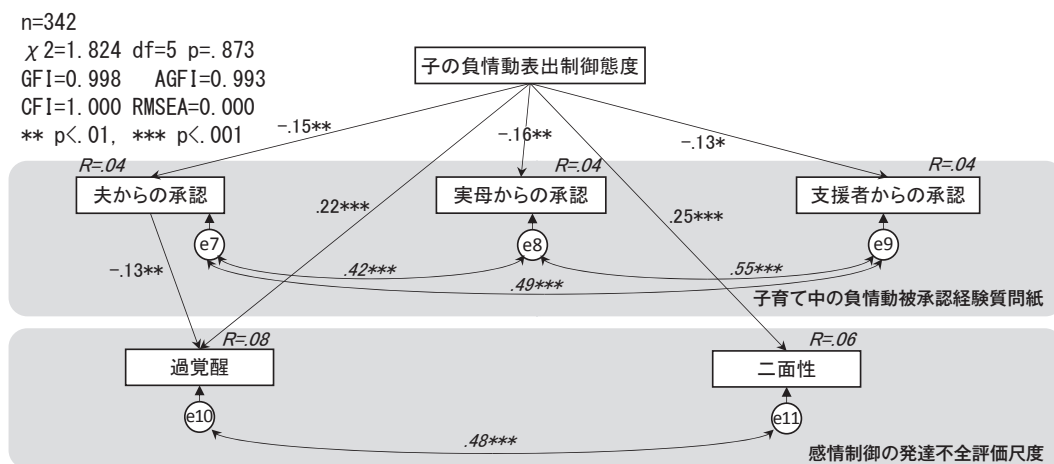 n=342
χ2=1.824 df=5 p=.873
GFI=0.998 AGFI=0.993
CFI=1.000 RMSEA=0.000
** p<.01, *** p<.001
子の負情動表出制御態度
-.15**
-.16**
-.13*
R=.04
R=.04
R=.04
夫からの承認
実母からの承認
支援者からの承認
.22***
.25***
e7
e8
e9
-.13**
.42***
.55***
.49***
子育て中の負情動被承認経験質問紙
R=.08
R=.06
過覚醒
二面性
e10
e11
.48***
感情制御の発達不全評価尺度